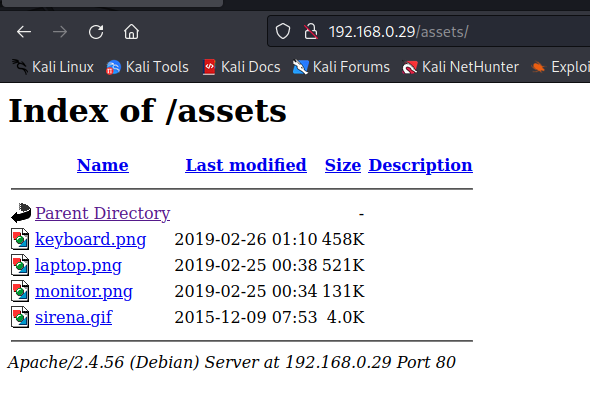 192.168.0.29/assets/
Kali Linux Kali Tools Kali Docs Kali Forums Kali NetHunter Exploi
Index of /assets
Name Last modified Size Description
Parent Directory -
keyboard.png 2019-02-26 01:10 458K
laptop.png 2019-02-25 00:38 521K
monitor.png 2019-02-25 00:34 131K
sirena.gif 2015-12-09 07:53 4.0K
Apache/2.4.56 (Debian) Server at 192.168.0.29 Port 80